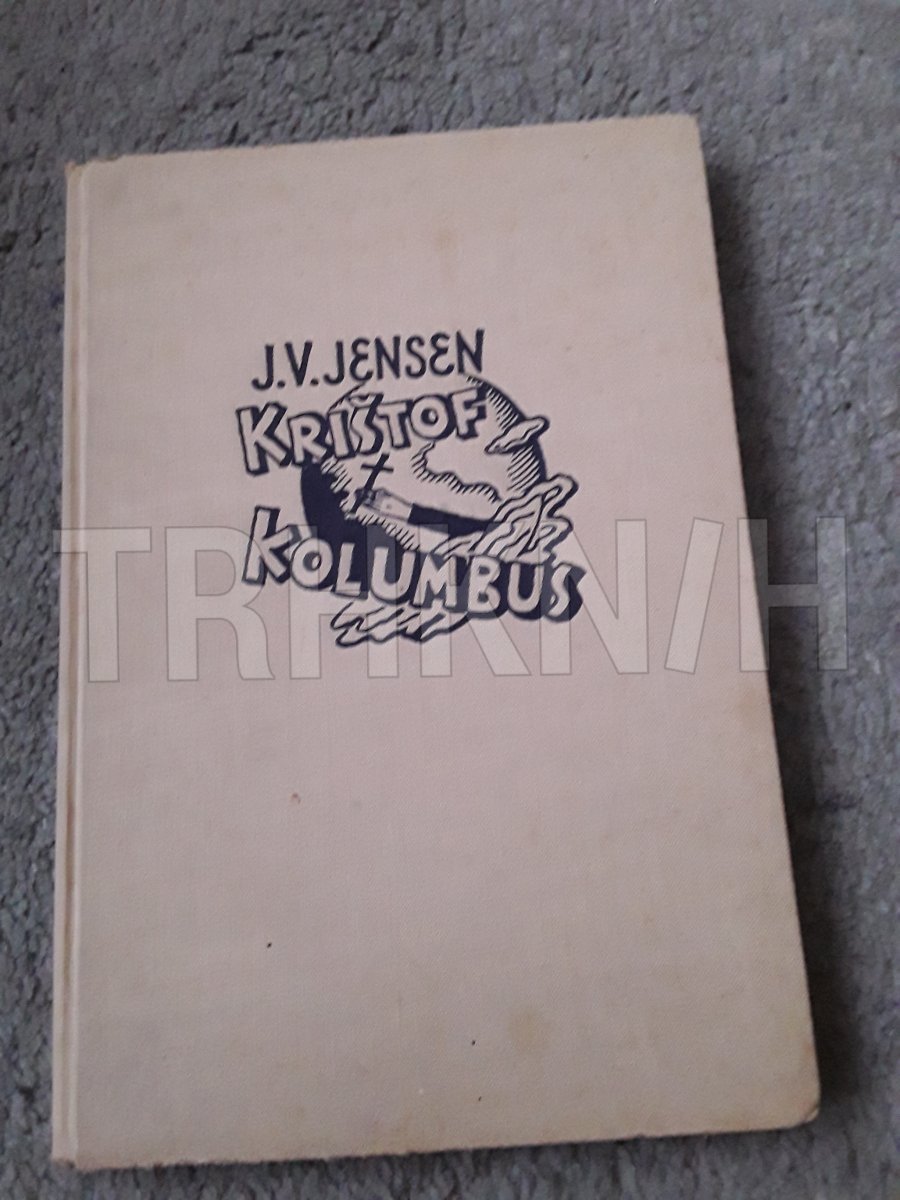 J.V. JENSEN
KRIŠTOF
KOLUMBUS
TRHKNIH